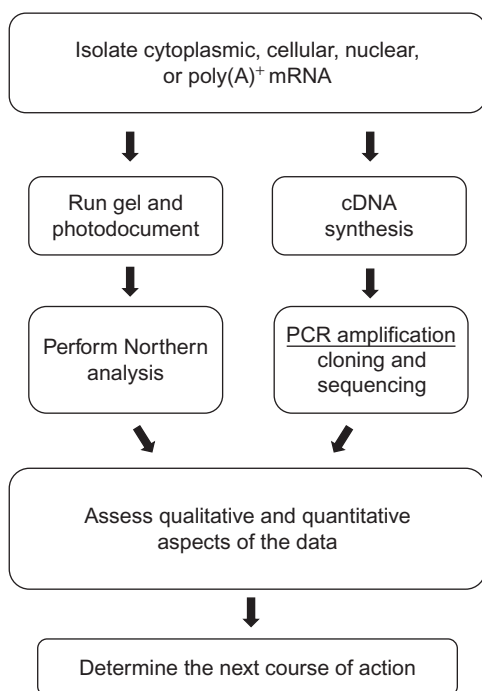 Isolate cytoplasmic, cellular, nuclear,
or poly(A)⁺ mRNA
Run gel and
photodocument
cDNA
synthesis
Perform Northern
analysis
PCR amplification
cloning and
sequencing
Assess qualitative and quantitative
aspects of the data
Determine the next course of action